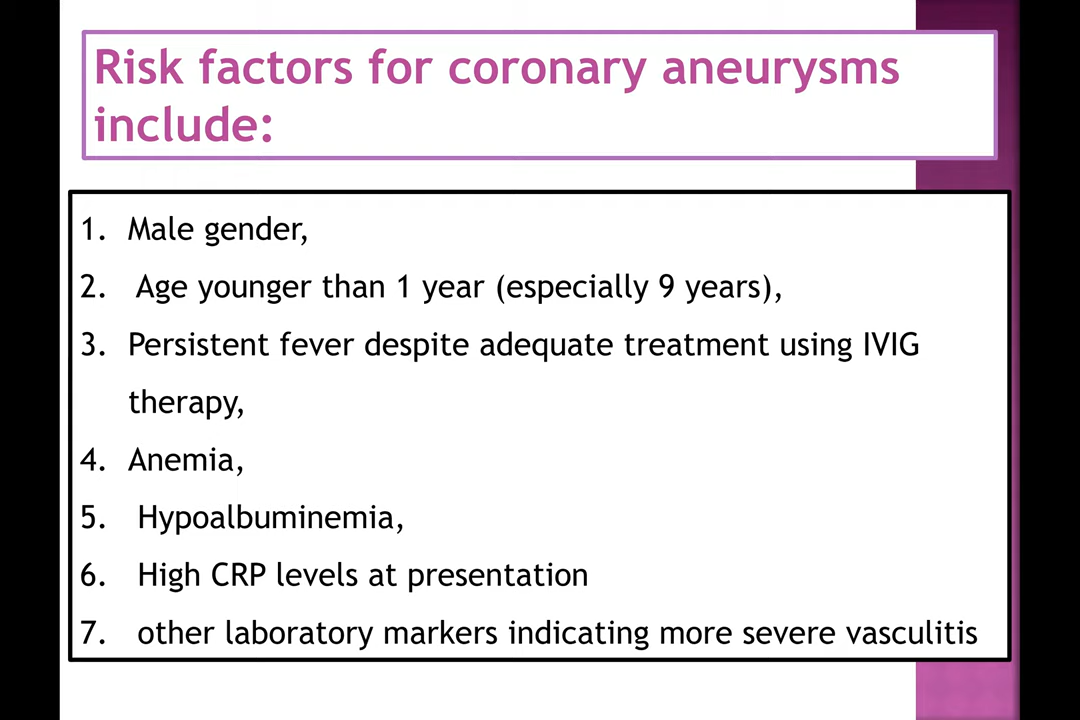 Risk factors for coronary aneurysms
include:
1. Male gender,
2. Age younger than 1 year (especially 9 years),
3. Persistent fever despite adequate treatment using IVIG
therapy,
4. Anemia,
5. Hypoalbuminemia,
6. High CRP levels at presentation
7. other laboratory markers indicating more severe vasculitis